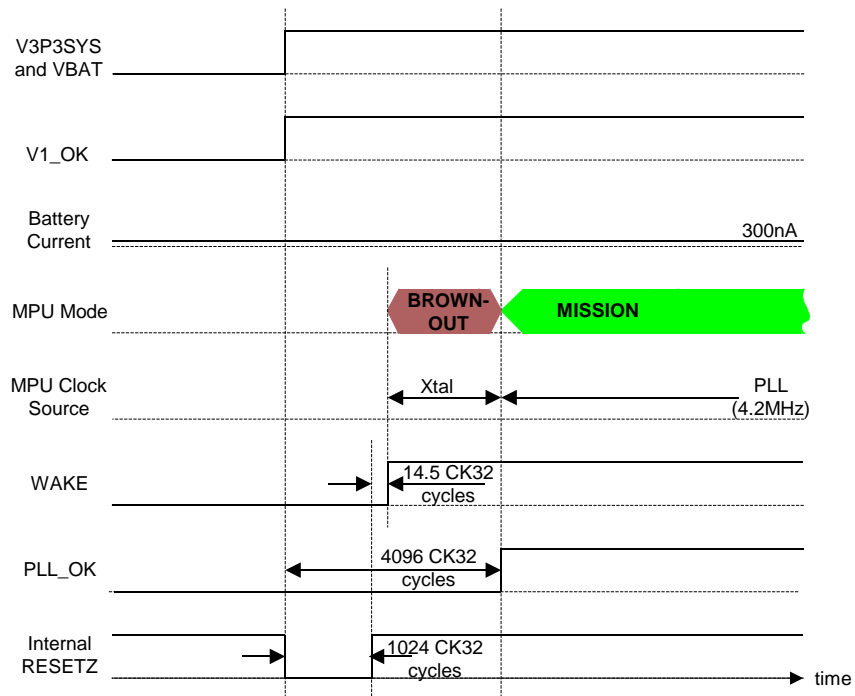 V3P3SYS
and VBAT
V1_OK
Battery
Current
300nA
MPU Mode
BROWN-
OUT
MISSION
MPU Clock
Source
Xtal
PLL
(4.2MHz)
WAKE
14.5 CK32
cycles
PLL_OK
4096 CK32
cycles
Internal
RESETZ
1024 CK32
cycles
time